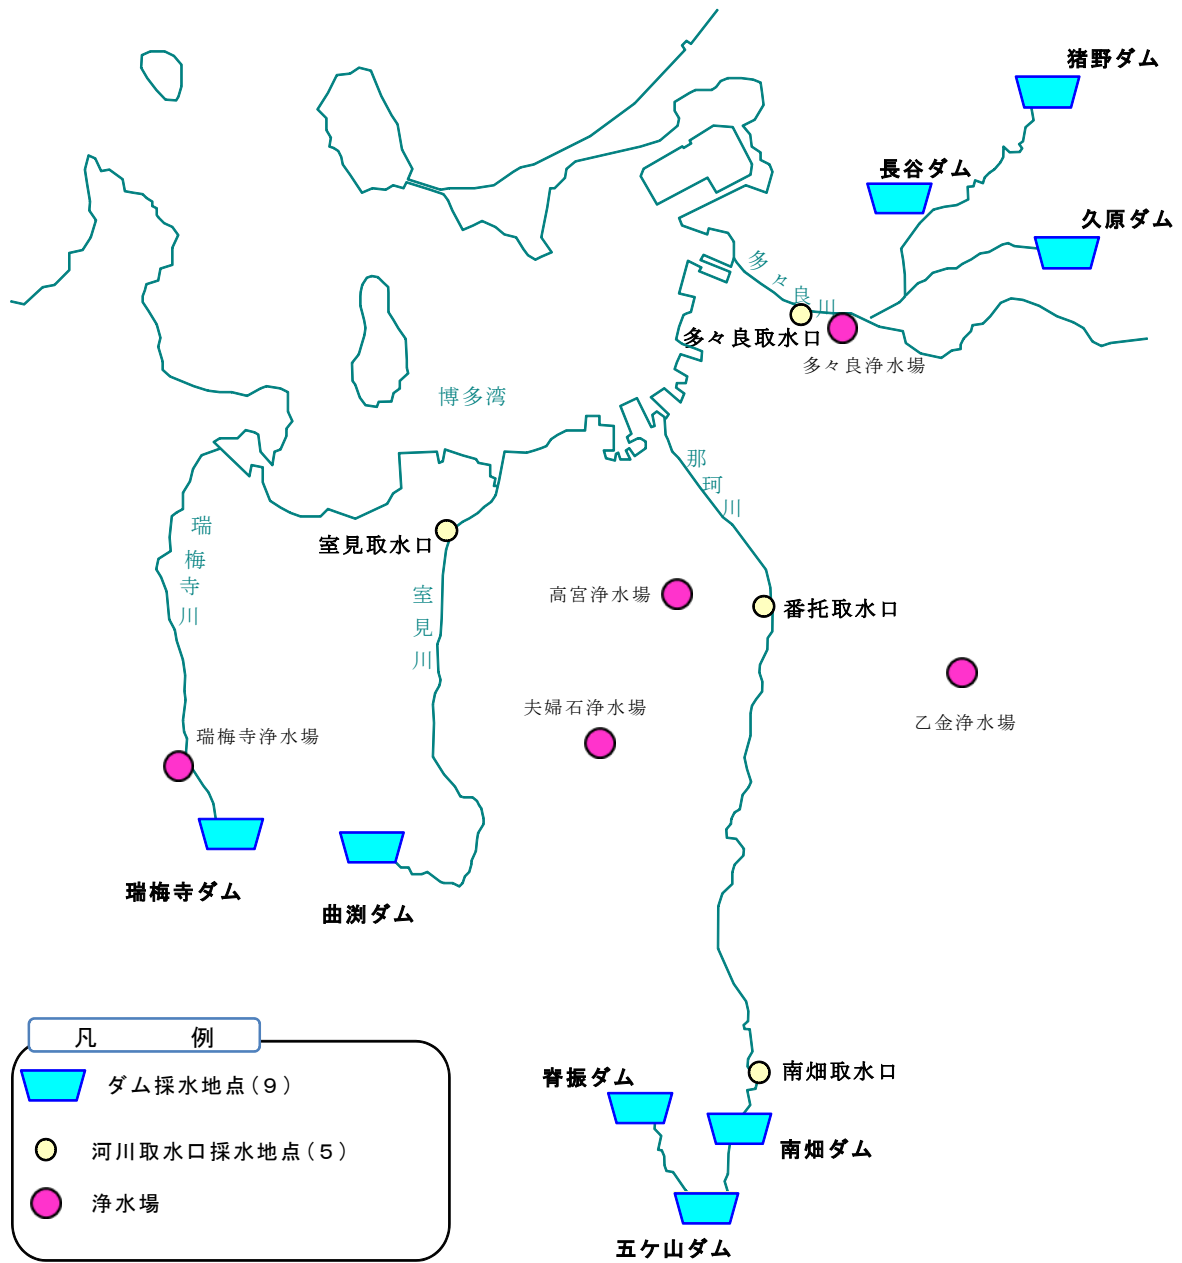 猪野ダム
長谷ダム
久原ダム
多々良川
多々良取水口
多々良浄水場
博多湾
那珂川
瑞梅寺川
室見取水口
室見川
高宮浄水場
番托取水口
夫婦石浄水場
乙金浄水場
瑞梅寺浄水場
瑞梅寺ダム
曲渕ダム
凡　例
ダム採水地点（９）
河川取水口採水地点（５）
浄水場
脊振ダム
南畑取水口
南畑ダム
五ケ山ダム